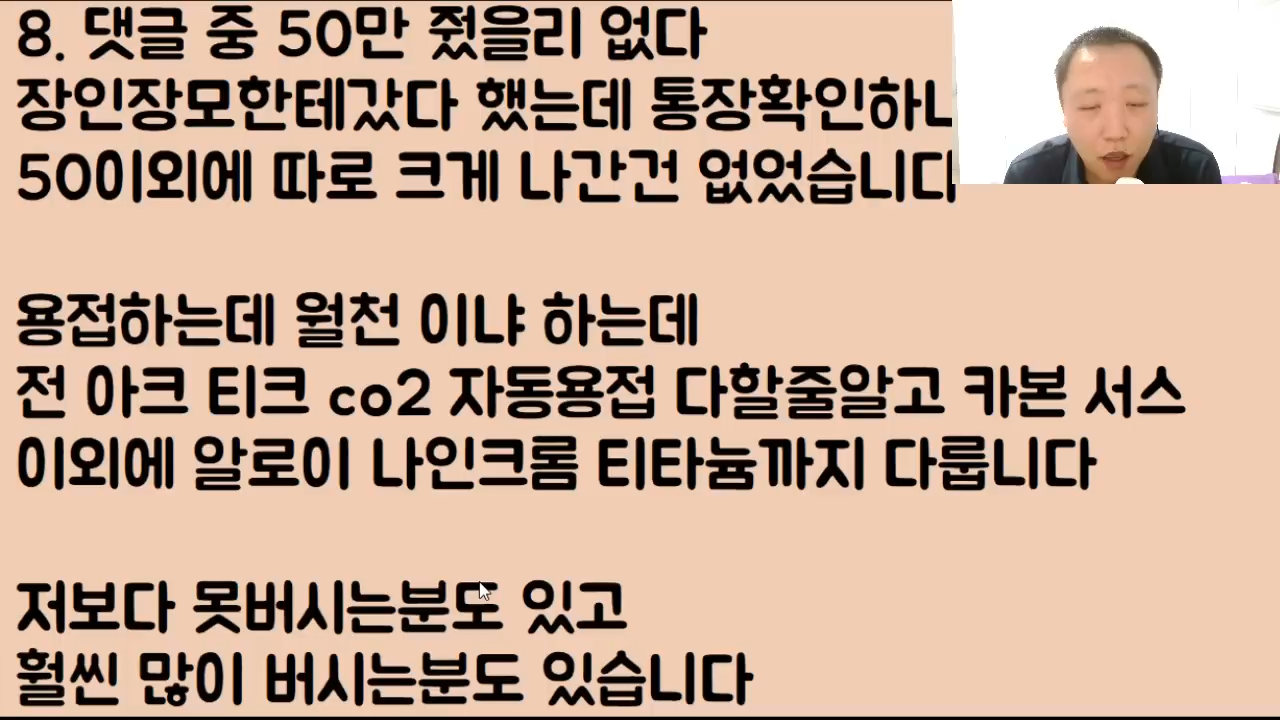 8. 댓글 중 50만 줬을리 없다
장인장모한테갔다 했는데 통장확인하니
50이외에 따로 크게 나간건 없었습니다
용접하는데 월천 이냐 하는데
전 아크 티크 co2 자동용접 다할줄알고 카본 서스
이외에 알로이 나인크롬 티타늄까지 다룹니다
저보다 못버시는분도 있고
훨씬 많이 버시는분도 있습니다